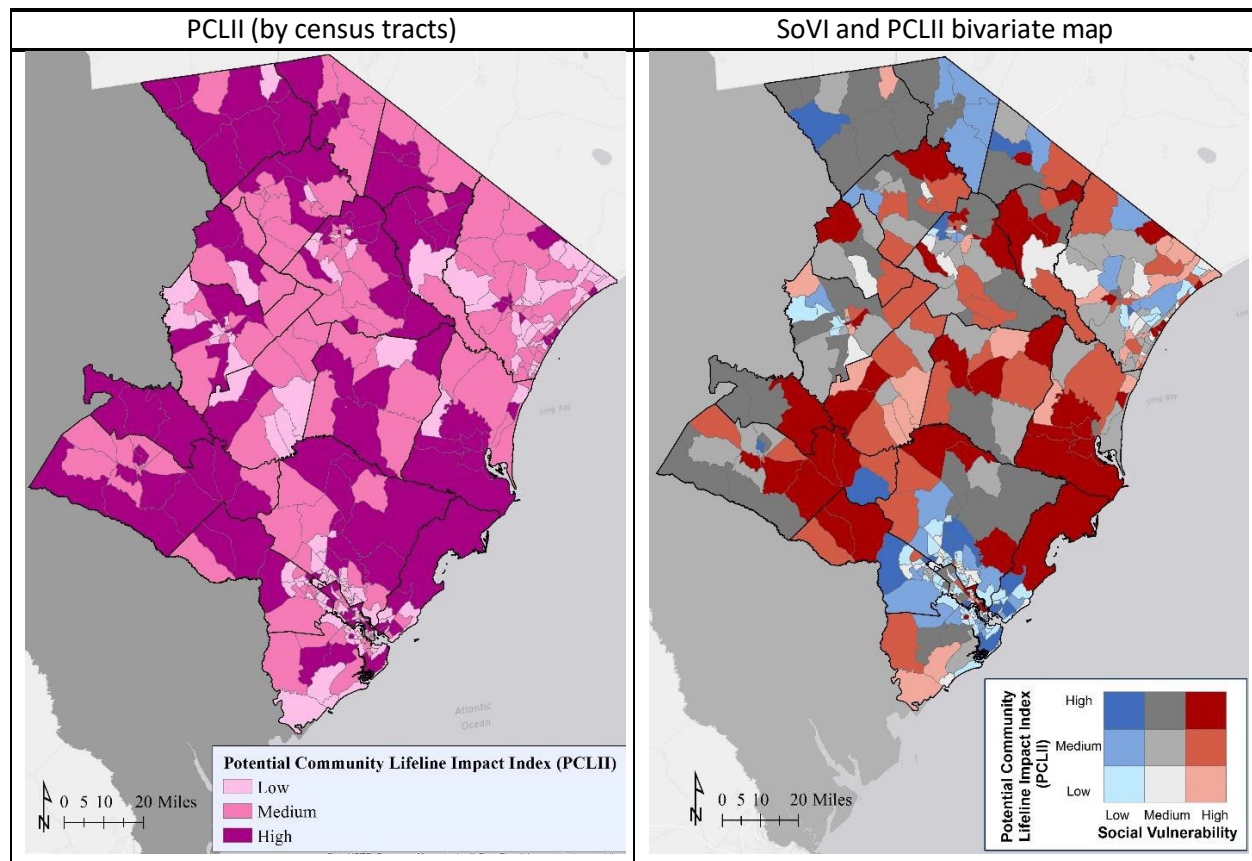 PCLII (by census tracts)
SoVI and PCLII bivariate map
Long Bay
Atlantic
Ocean
Potential Community Lifeline Impact Index (PCLII)
Low
Medium
High
N
0 5 10 20 Miles
Long Bay
N
0 5 10 20 Miles
Potential Community
Lifeline Impact Index
(PCLII)
High
Medium
Low
Low Medium High
Social Vulnerability